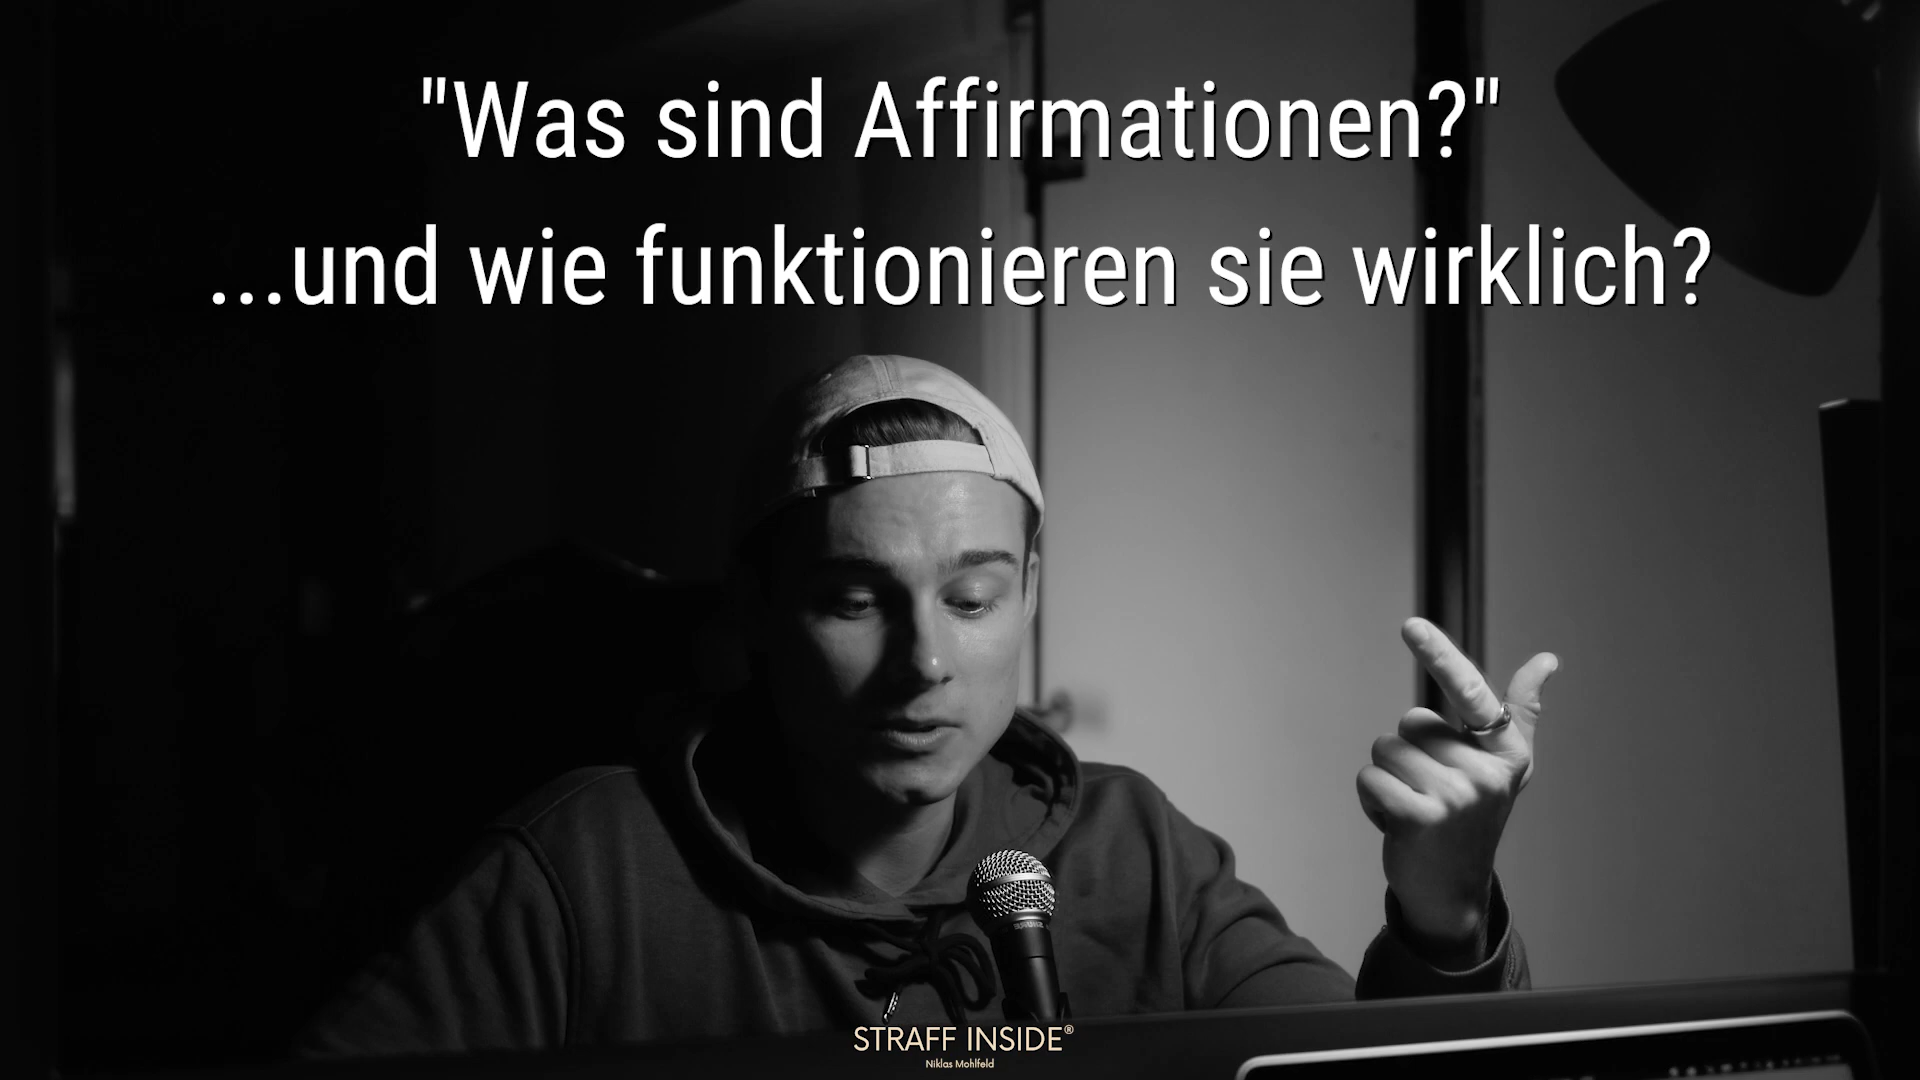 "Was sind Affirmationen?"
...und wie funktionieren sie wirklich?
STRAFF INSIDE®
Niklas Mohlfeld